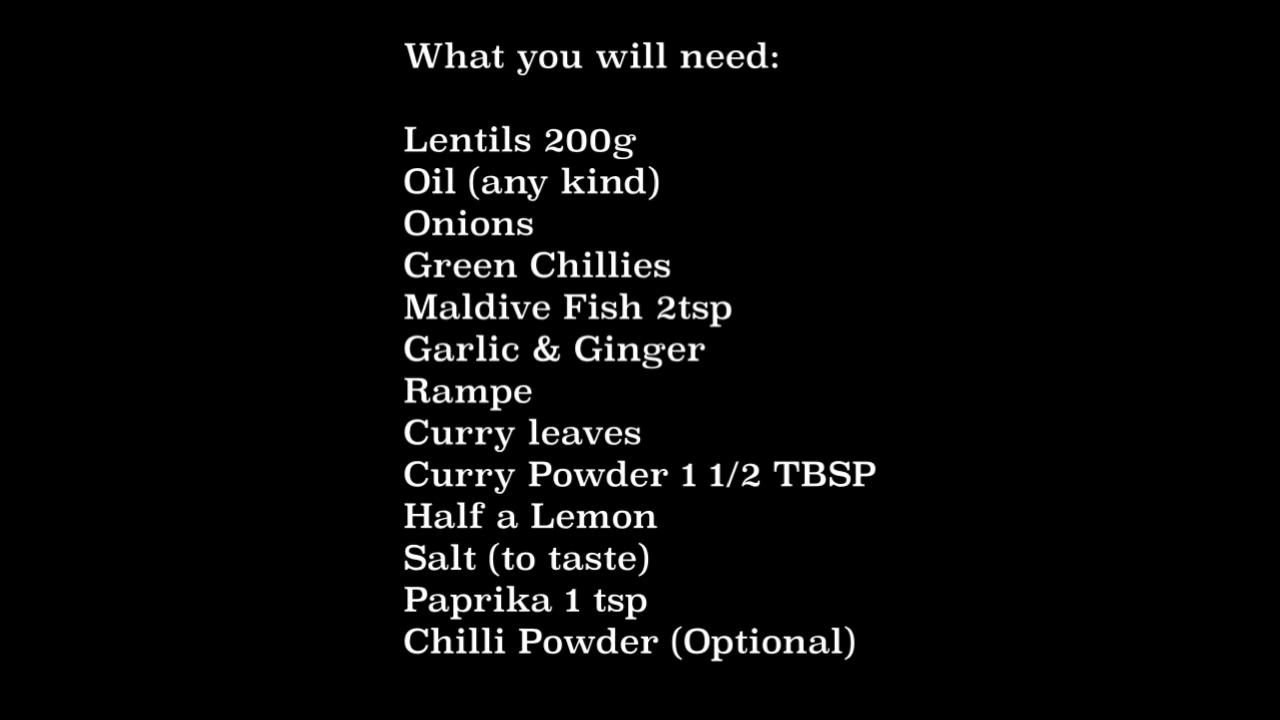 What you will need:
Lentils 200g
Oil (any kind)
Onions
Green Chillies
Maldive Fish 2tsp
Garlic & Ginger
Rampe
Curry leaves
Curry Powder 1 1/2 TBSP
Half a Lemon
Salt (to taste)
Paprika 1 tsp
Chilli Powder (Optional)